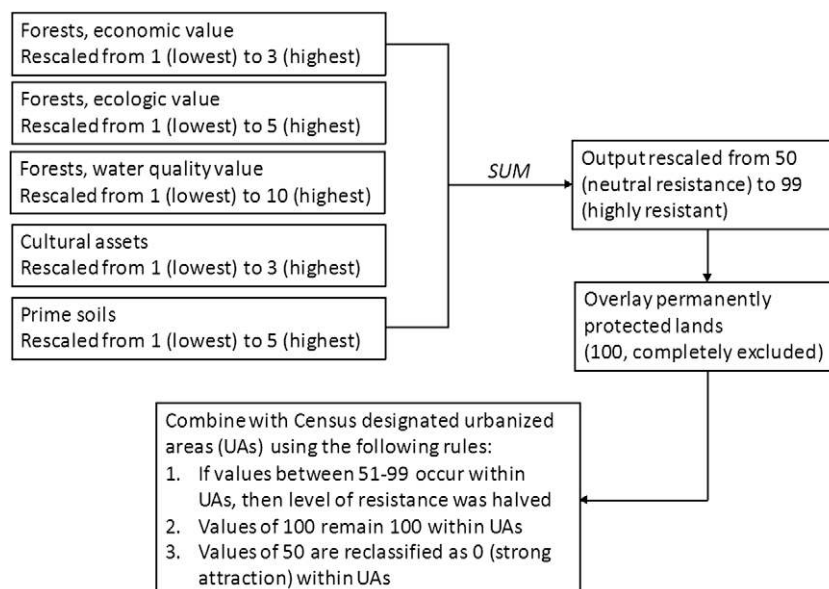 Forests, economic value
Rescaled from 1 (lowest) to 3 (highest)
Forests, ecologic value
Rescaled from 1 (lowest) to 5 (highest)
Forests, water quality value
Rescaled from 1 (lowest) to 10 (highest)
Cultural assets
Rescaled from 1 (lowest) to 3 (highest)
Prime soils
Rescaled from 1 (lowest) to 5 (highest)
SUM
Output rescaled from 50
(neutral resistance) to 99
(highly resistant)
Overlay permanently
protected lands
(100, completely excluded)
Combine with Census designated urbanized
areas (UAs) using the following rules:
1. If values between 51-99 occur within
UAs, then level of resistance was halved
2. Values of 100 remain 100 within UAs
3. Values of 50 are reclassified as 0 (strong
attraction) within UAs